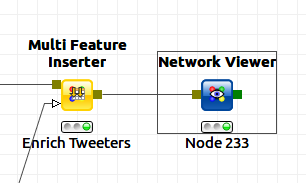 Multi Feature
Inserter
Enrich Tweeters
Network Viewer
Node 233